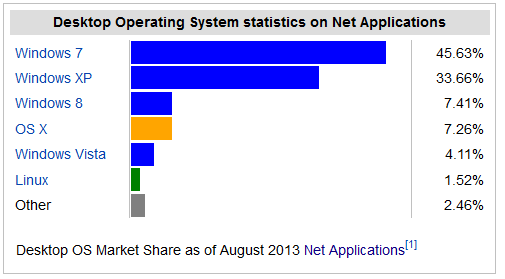 Desktop Operating System statistics on Net Applications
Windows 7 45.63%
Windows XP 33.66%
Windows 8 7.41%
OS X 7.26%
Windows Vista 4.11%
Linux 1.52%
Other 2.46%
Desktop OS Market Share as of August 2013 Net Applications[1]